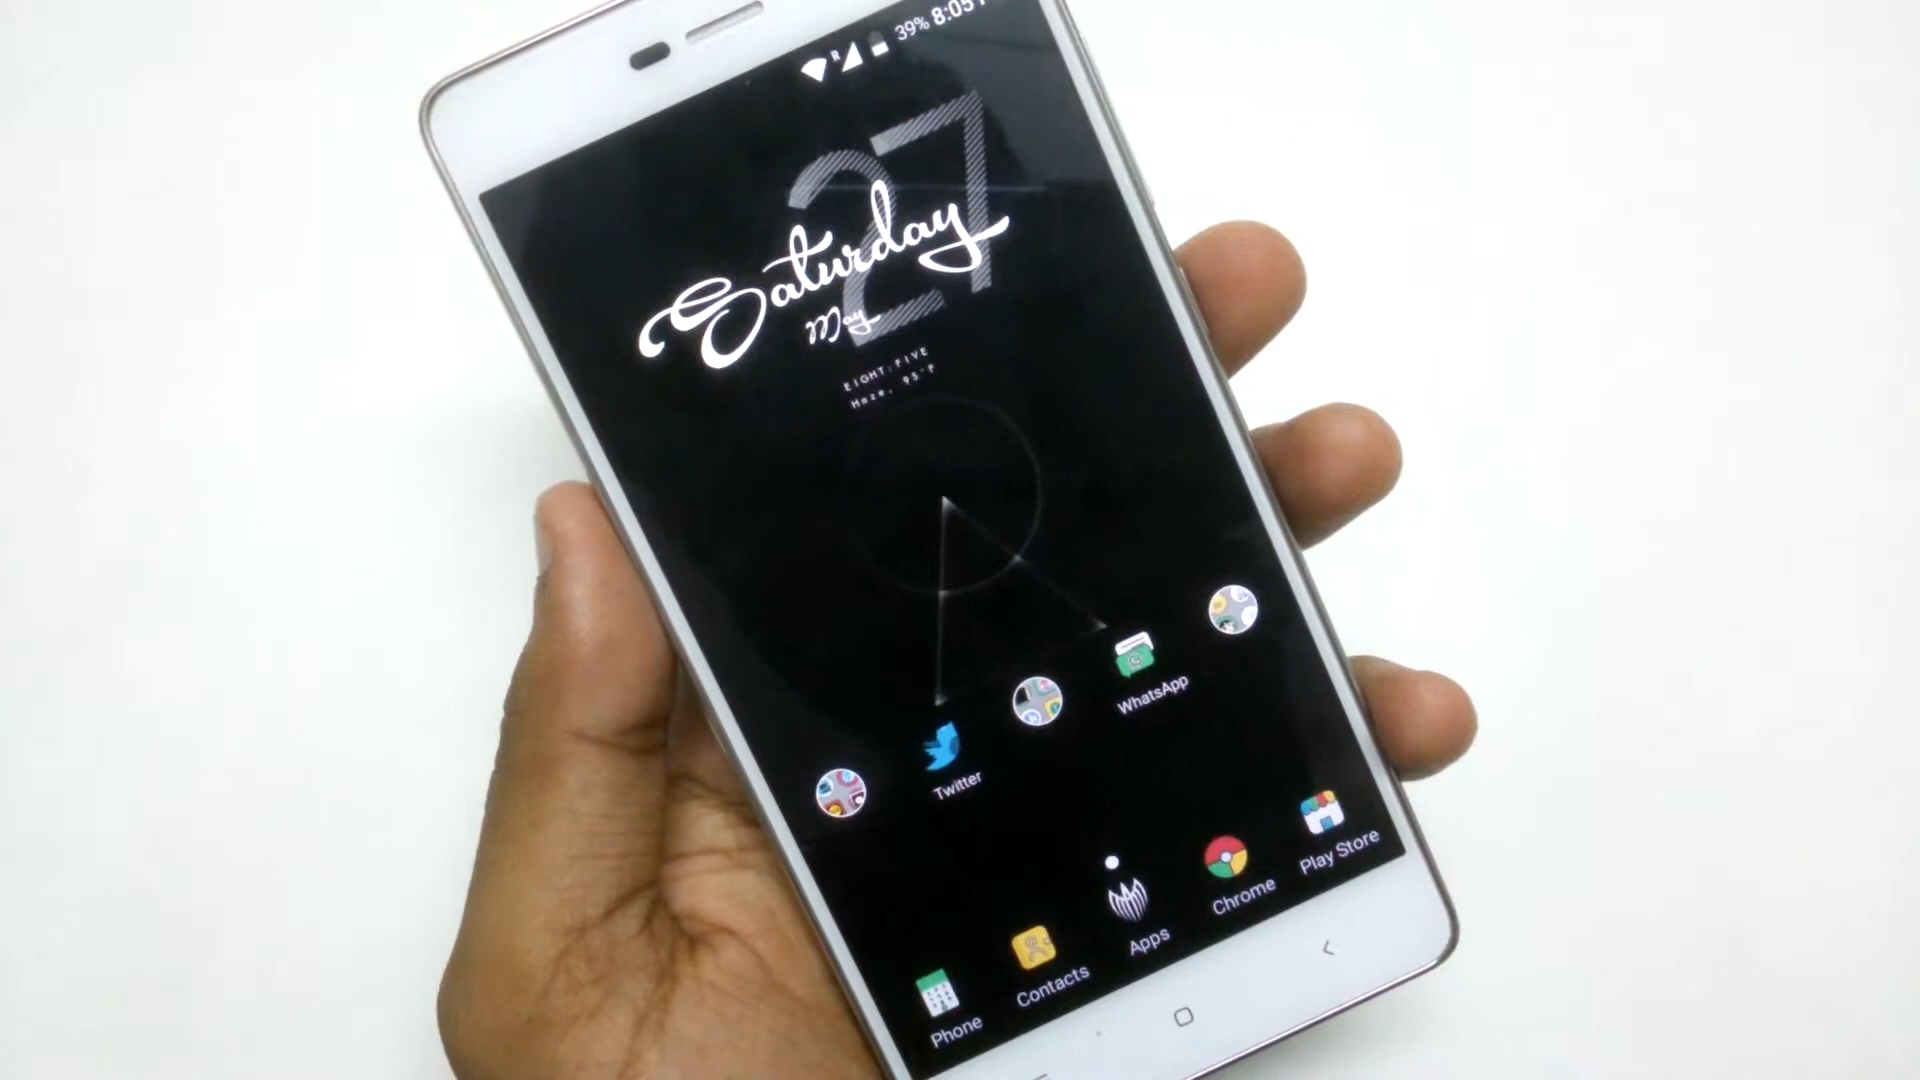 R 39% 8:05
27
Saturday
May
EIGHT:FIVE
Haze, 95°F
WhatsApp
Twitter
Play Store
Chrome
Apps
Contacts
Phone